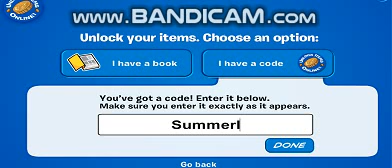 www.BANDICAM.com
Unlock your items. Choose an option:
I have a book
I have a code
You've got a code! Enter it below.
Make sure you enter it exactly as it appears.
Summer
DONE
Go back